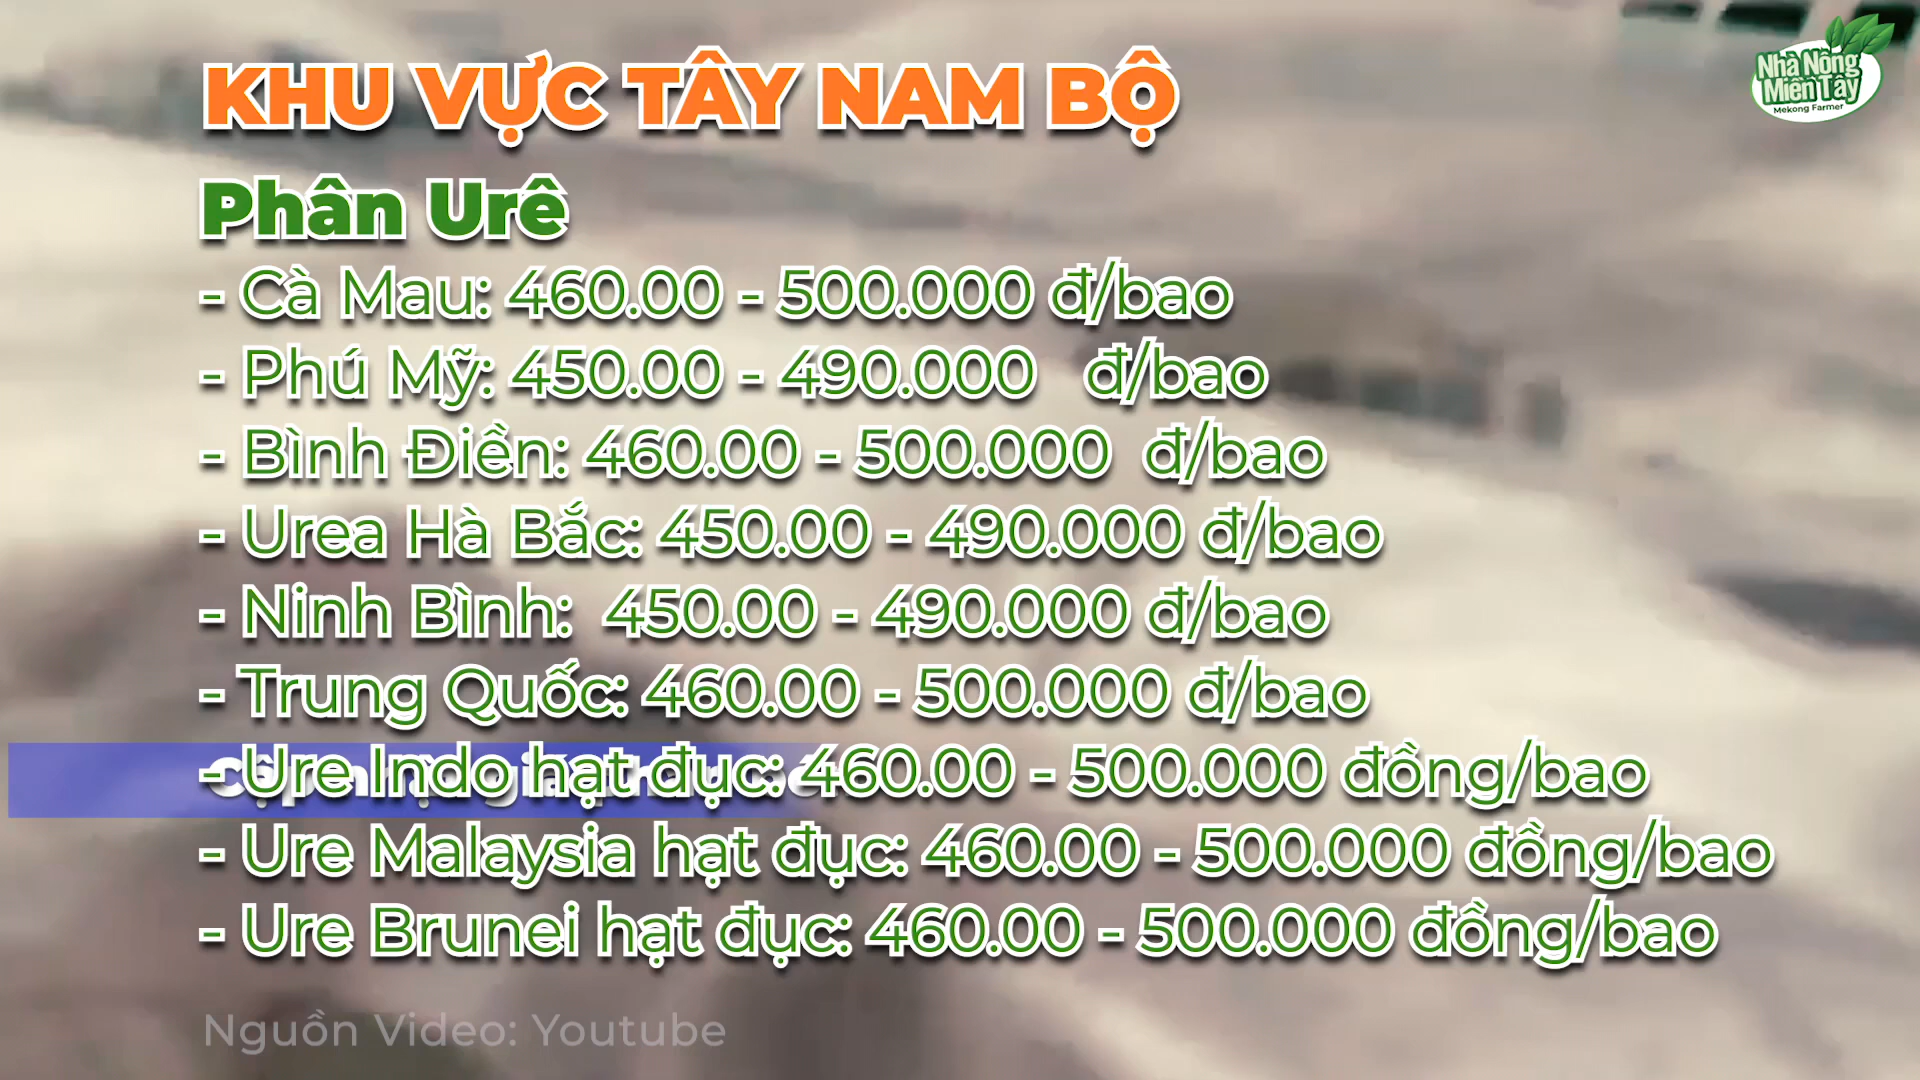 Nhà Nông
Miền Tây
Mekong Farmer
KHU VỰC TÂY NAM BỘ
Phân Urê
- Cà Mau: 460.00 - 500.000 đ/bao
- Phú Mỹ: 450.00 - 490.000 đ/bao
- Bình Điền: 460.00 - 500.000 đ/bao
- Urea Hà Bắc: 450.00 - 490.000 đ/bao
- Ninh Bình: 450.00 - 490.000 đ/bao
- Trung Quốc: 460.00 - 500.000 đ/bao
- Ure Indo hạt đục: 460.00 - 500.000 đồng/bao
- Ure Malaysia hạt đục: 460.00 - 500.000 đồng/bao
- Ure Brunei hạt đục: 460.00 - 500.000 đồng/bao
Nguồn Video: Youtube